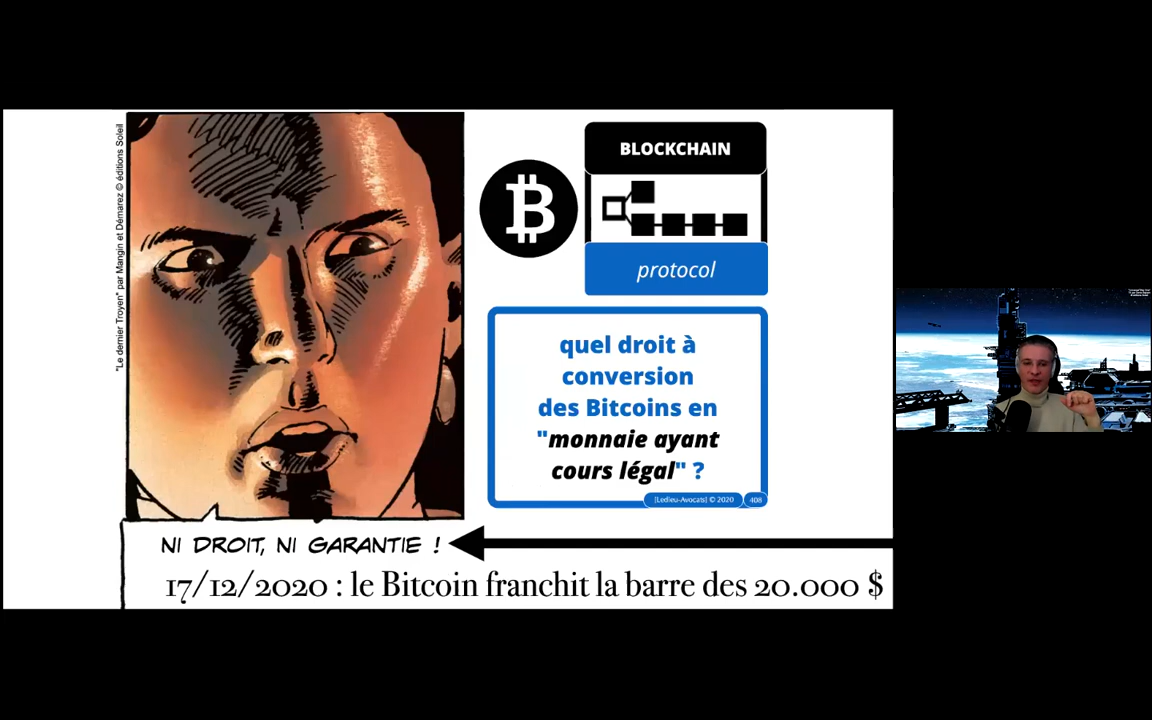 "Le dernier Troyen" par Mangin et Démarez © éditions Soleil
BLOCKCHAIN
protocol
quel droit à
conversion
des Bitcoins en
"monnaie ayant
cours légal" ?
[Ledieu-Avocats] © 2020
408
NI DROIT, NI GARANTIE !
17/12/2020 : le Bitcoin franchit la barre des 20.000 $